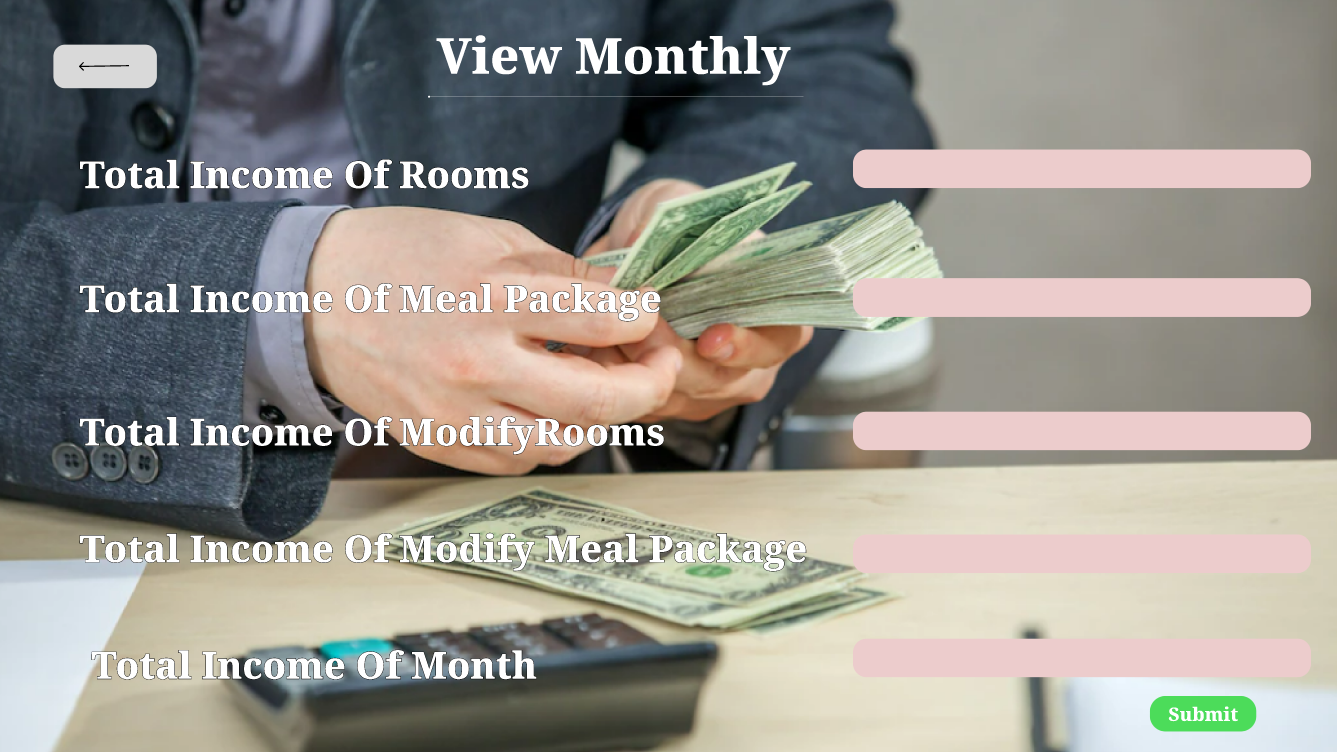 View Monthly
Total Income Of Rooms
Total Income Of Meal Package
Total Income Of ModifyRooms
Total Income Of Modify Meal Package
Total Income Of Month
Submit